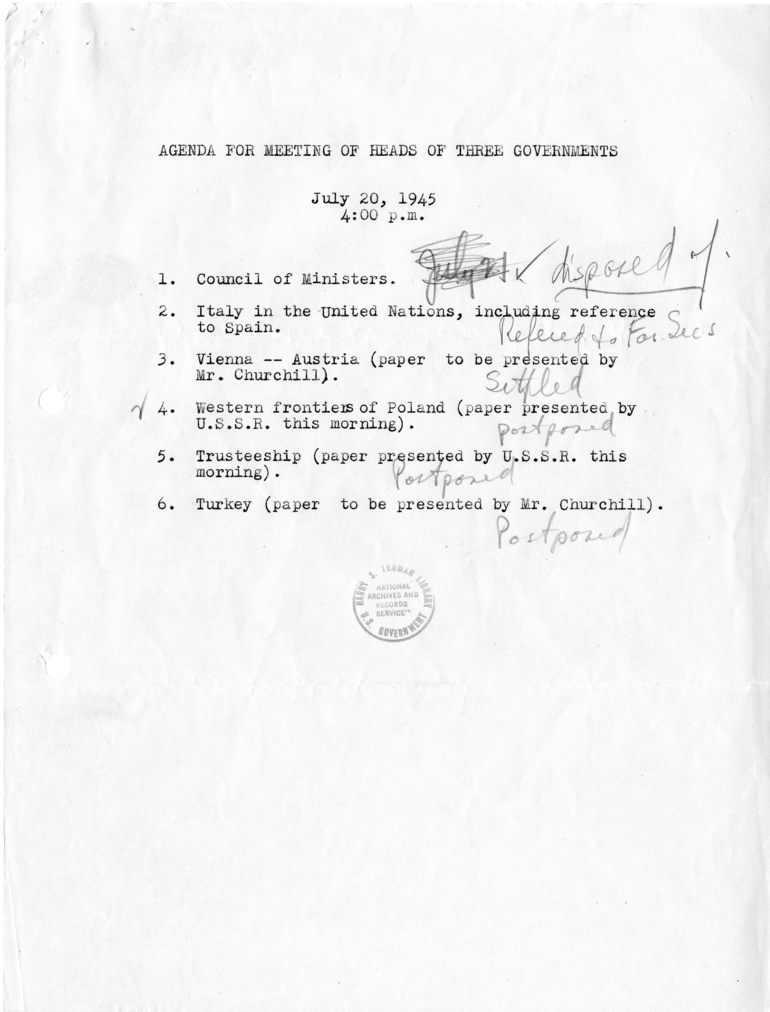 AGENDA FOR MEETING OF HEADS OF THREE GOVERNMENTS
July 20, 1945
4:00 p.m.
1. Council of Ministers. ✓ disposed of.
2. Italy in the United Nations, including reference
to Spain. Refered to For. Secs
3. Vienna -- Austria (paper to be presented by
Mr. Churchill). Settled
✓ 4. Western frontiers of Poland (paper presented by
U.S.S.R. this morning). postponed
5. Trusteeship (paper presented by U.S.S.R. this
morning). Postponed
6. Turkey (paper to be presented by Mr. Churchill).
Postponed
HARRY S. TRUMAN LIBRARY
NATIONAL
ARCHIVES AND
RECORDS
SERVICE
U.S. GOVERNMENT